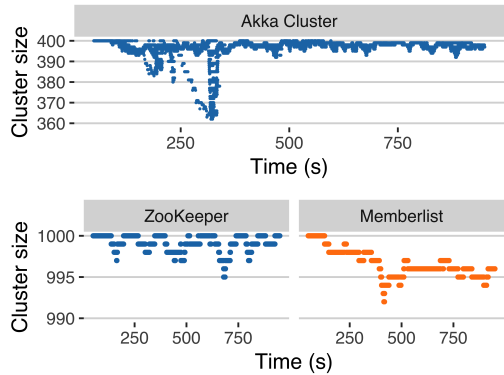 Akka Cluster
Cluster size
400
390
380
370
360
250
500
750
Time (s)
ZooKeeper
Memberlist
Cluster size
1000
995
990
250
500
750
250
500
750
Time (s)